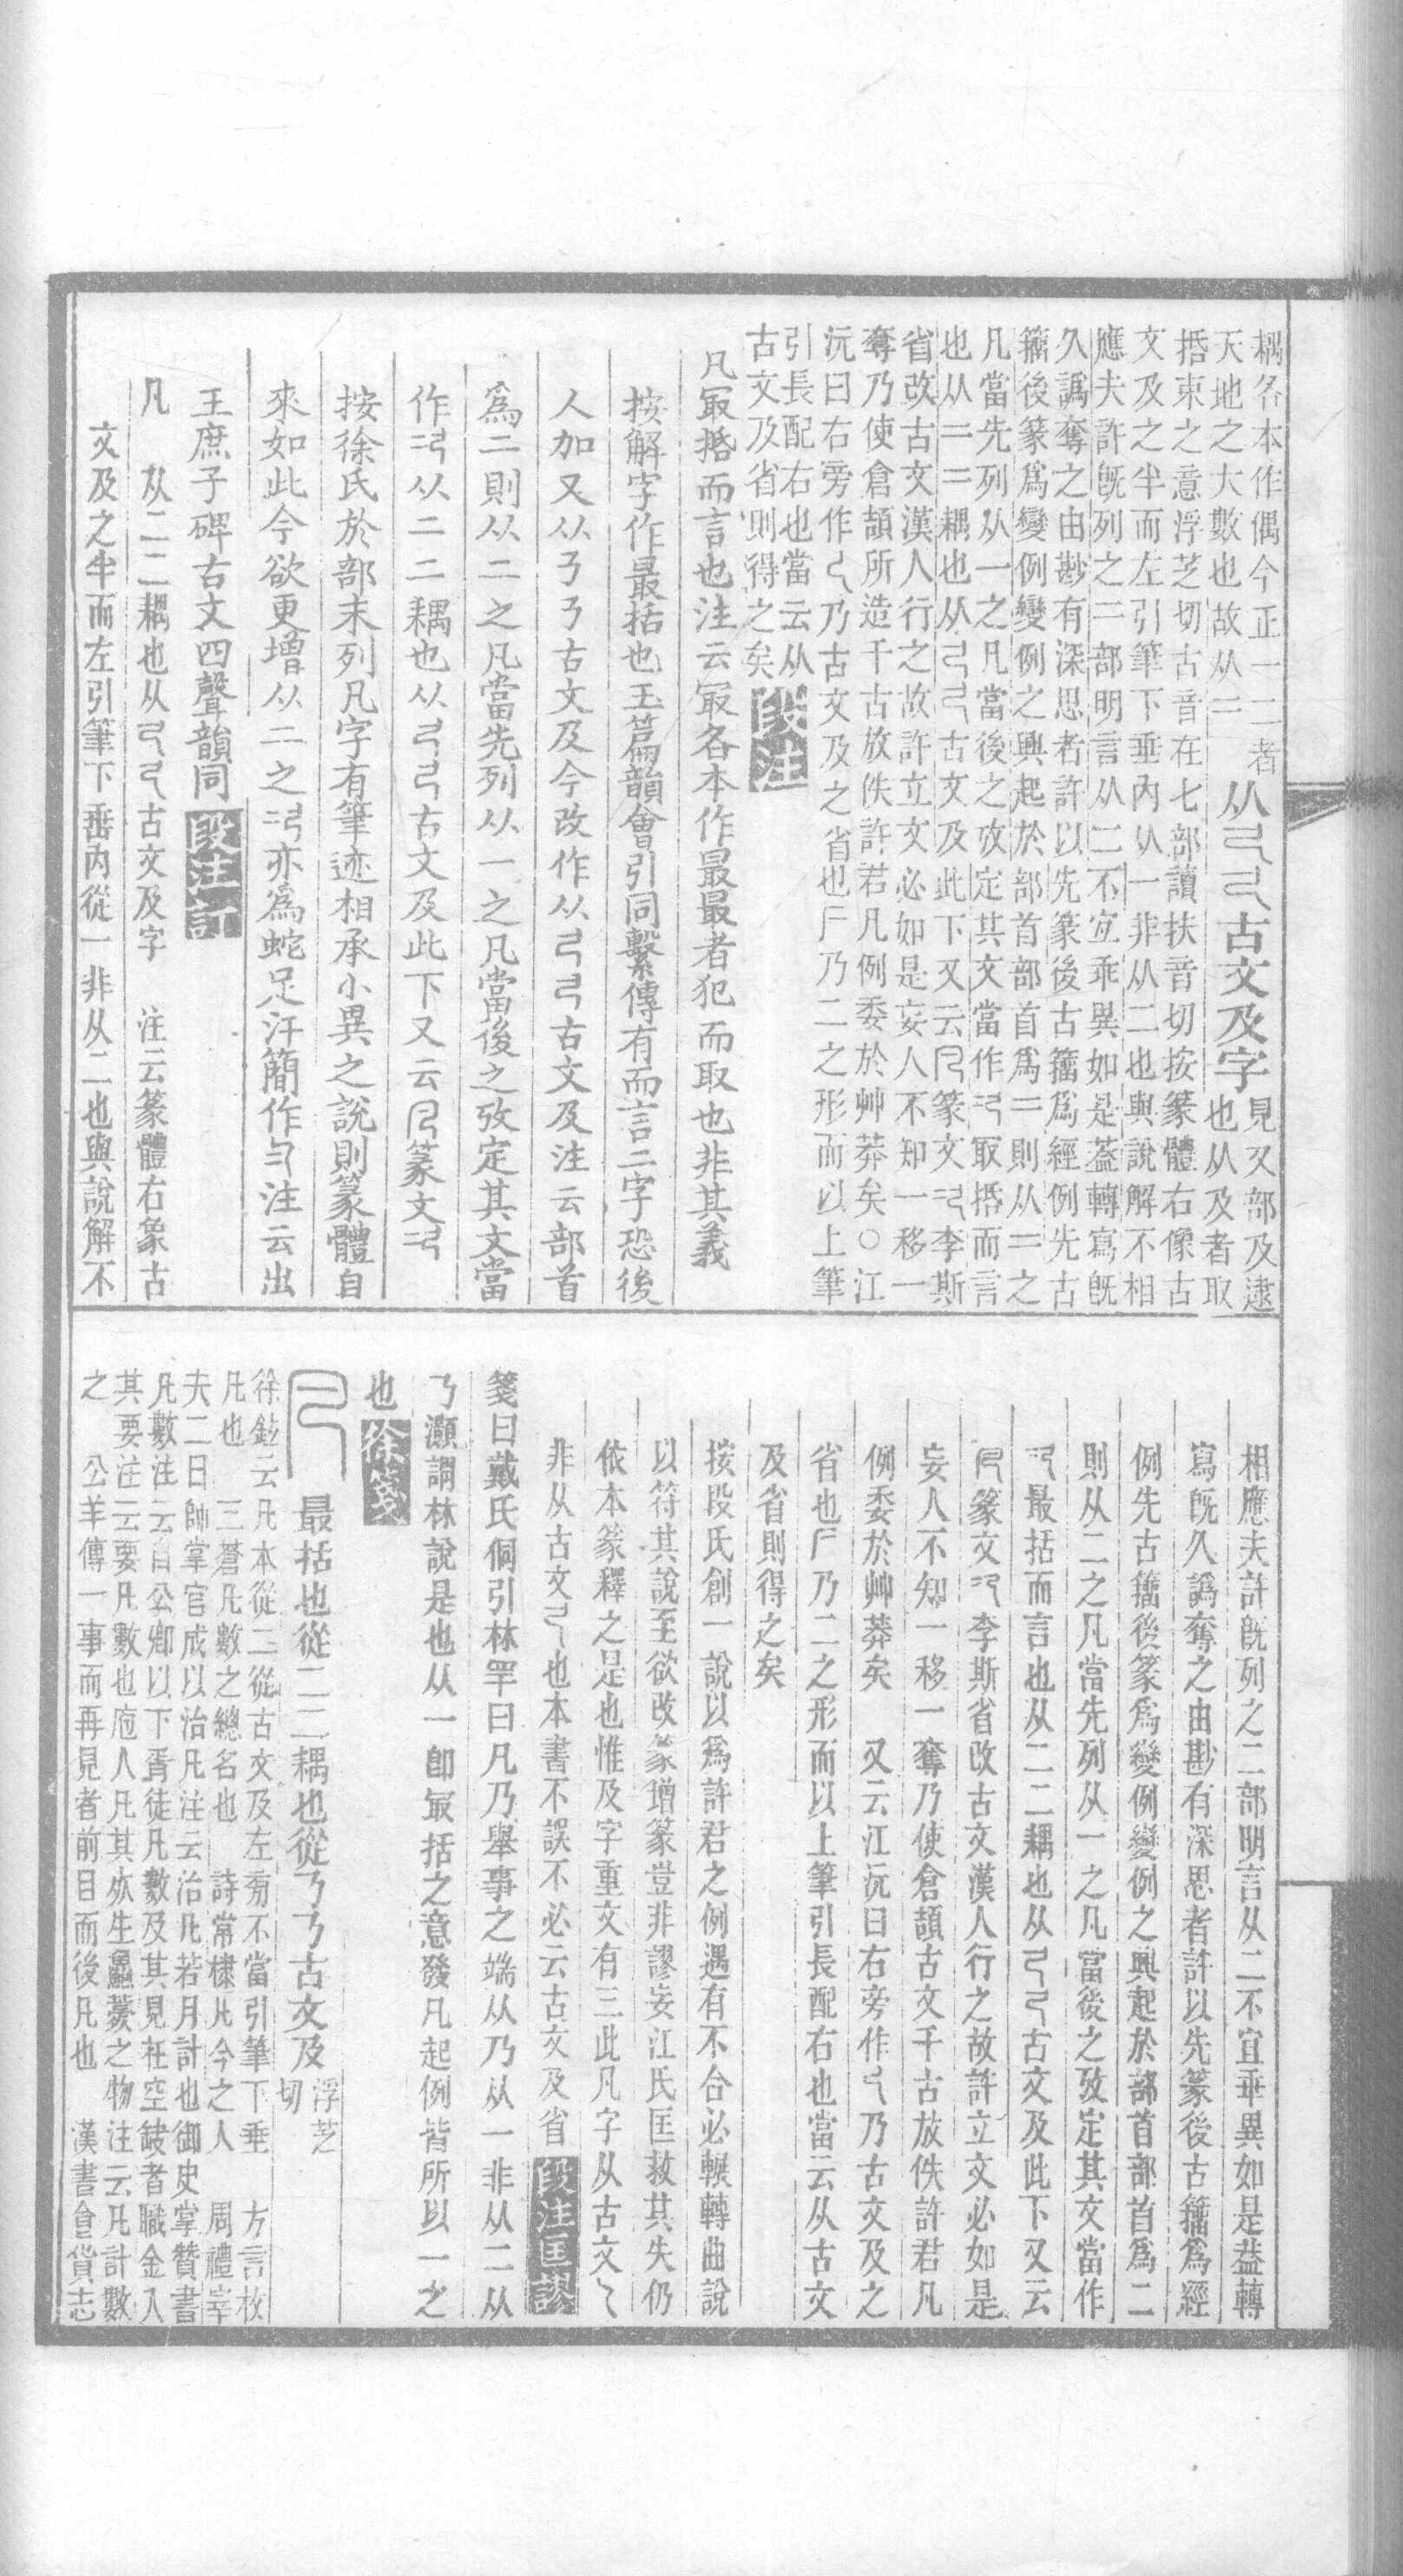 耦各本作偶今正一二者
天地之大數也故从二
从𠄎𠄎古文及字
見又部及逮
也从及者取
捪束之意浮芝切古音在七部讀扶音切按篆體右像古
文及之半而左引筆下垂內从一非从二也與說解不相
應夫許既列之二部明言从二不宜乖異如是葢轉寫既
久譌奪之由尠有深思者許以先篆後古籒爲經例先古
籒後篆爲變例變例之興起於部首部首爲二則从二之
凡當先列从一之凡當後之攷定其文當作取捪而言
也从二二耦也从古文及此下又云篆文李斯
省改古文漢人行之故許立文必如是妄人不知一移一
奪乃使倉頡所造千古放佚許君凡例委於艸莽矣○江
沅曰右旁作乃古文及之省也乃二之形而以上筆
引長配右也當云从
古文及省則得之矣
段注
凡冣捪而言也注云冣各本作最最者犯而取也非其義
按解字作最括也玉篇韻會引同繫傳有而言二字恐後
人加又从𠄎𠄎古文及今改作从古文及注云部首
爲二則从二之凡當先列从一之凡當後之攷定其文當
作从二二耦也从古文及此下又云篆文
按徐氏於部末列凡字有筆迹相承小異之說則篆體自
來如此今欲更增从二之亦爲蛇足汗簡作注云出
王庶子碑古文四聲韻同
段注訂
凡 从二二耦也从古文及字 注云篆體右象古
文及之半而左引筆下垂内從一非从二也與說解不
相應夫許既列之二部明言从二不宜乖異如是葢轉
寫既久譌奪之由尠有深思者許以先篆後古籒爲經
例先古籒後篆爲變例變例之興起於部首部首爲二
則从二之凡當先列从一之凡當後之攷定其文當作
最括而言也从二二耦也从古文及此下又云
篆文李斯省改古文漢人行之故許立文必如是
妄人不知一移一奪乃使倉頡古文千古放佚許君凡
例委於艸莽矣 又云江沅曰右旁作乃古文及之
省也乃二之形而以上筆引長配右也當云从古文
及省則得之矣
按段氏創一說以爲許君之例遇有不合必輾轉曲說
以符其說至欲改篆增篆豈非謬妄江氏匡救其失仍
依本篆釋之是也惟及字重文有三此凡字从古文乁
非从古文也本書不誤不必云古文及省
段注匡謬
箋曰戴氏侗引林罕曰凡乃舉事之端从乃从一非从二从
𠄎灝謂林說是也从一卽冣括之意發凡起例皆所以一之
也
徐箋
最括也從二二耦也從𠄎𠄎古文及
浮芝
切
徐鉉云凡本從二從古文及左旁不當引筆下垂 方言枚
凡也 三蒼凡數之總名也 詩常棣凡今之人 周禮宰
夫二曰師掌官成以治凡注云治凡若月計也御史掌贊書
凡數注云自公卿以下胥徒凡數及其見在空缺者職金入
其要注云要凡數也庖人凡其死生鱻薧之物注云凡計數
之 公羊傳一事而再見者前目而後凡也 漢書食貨志